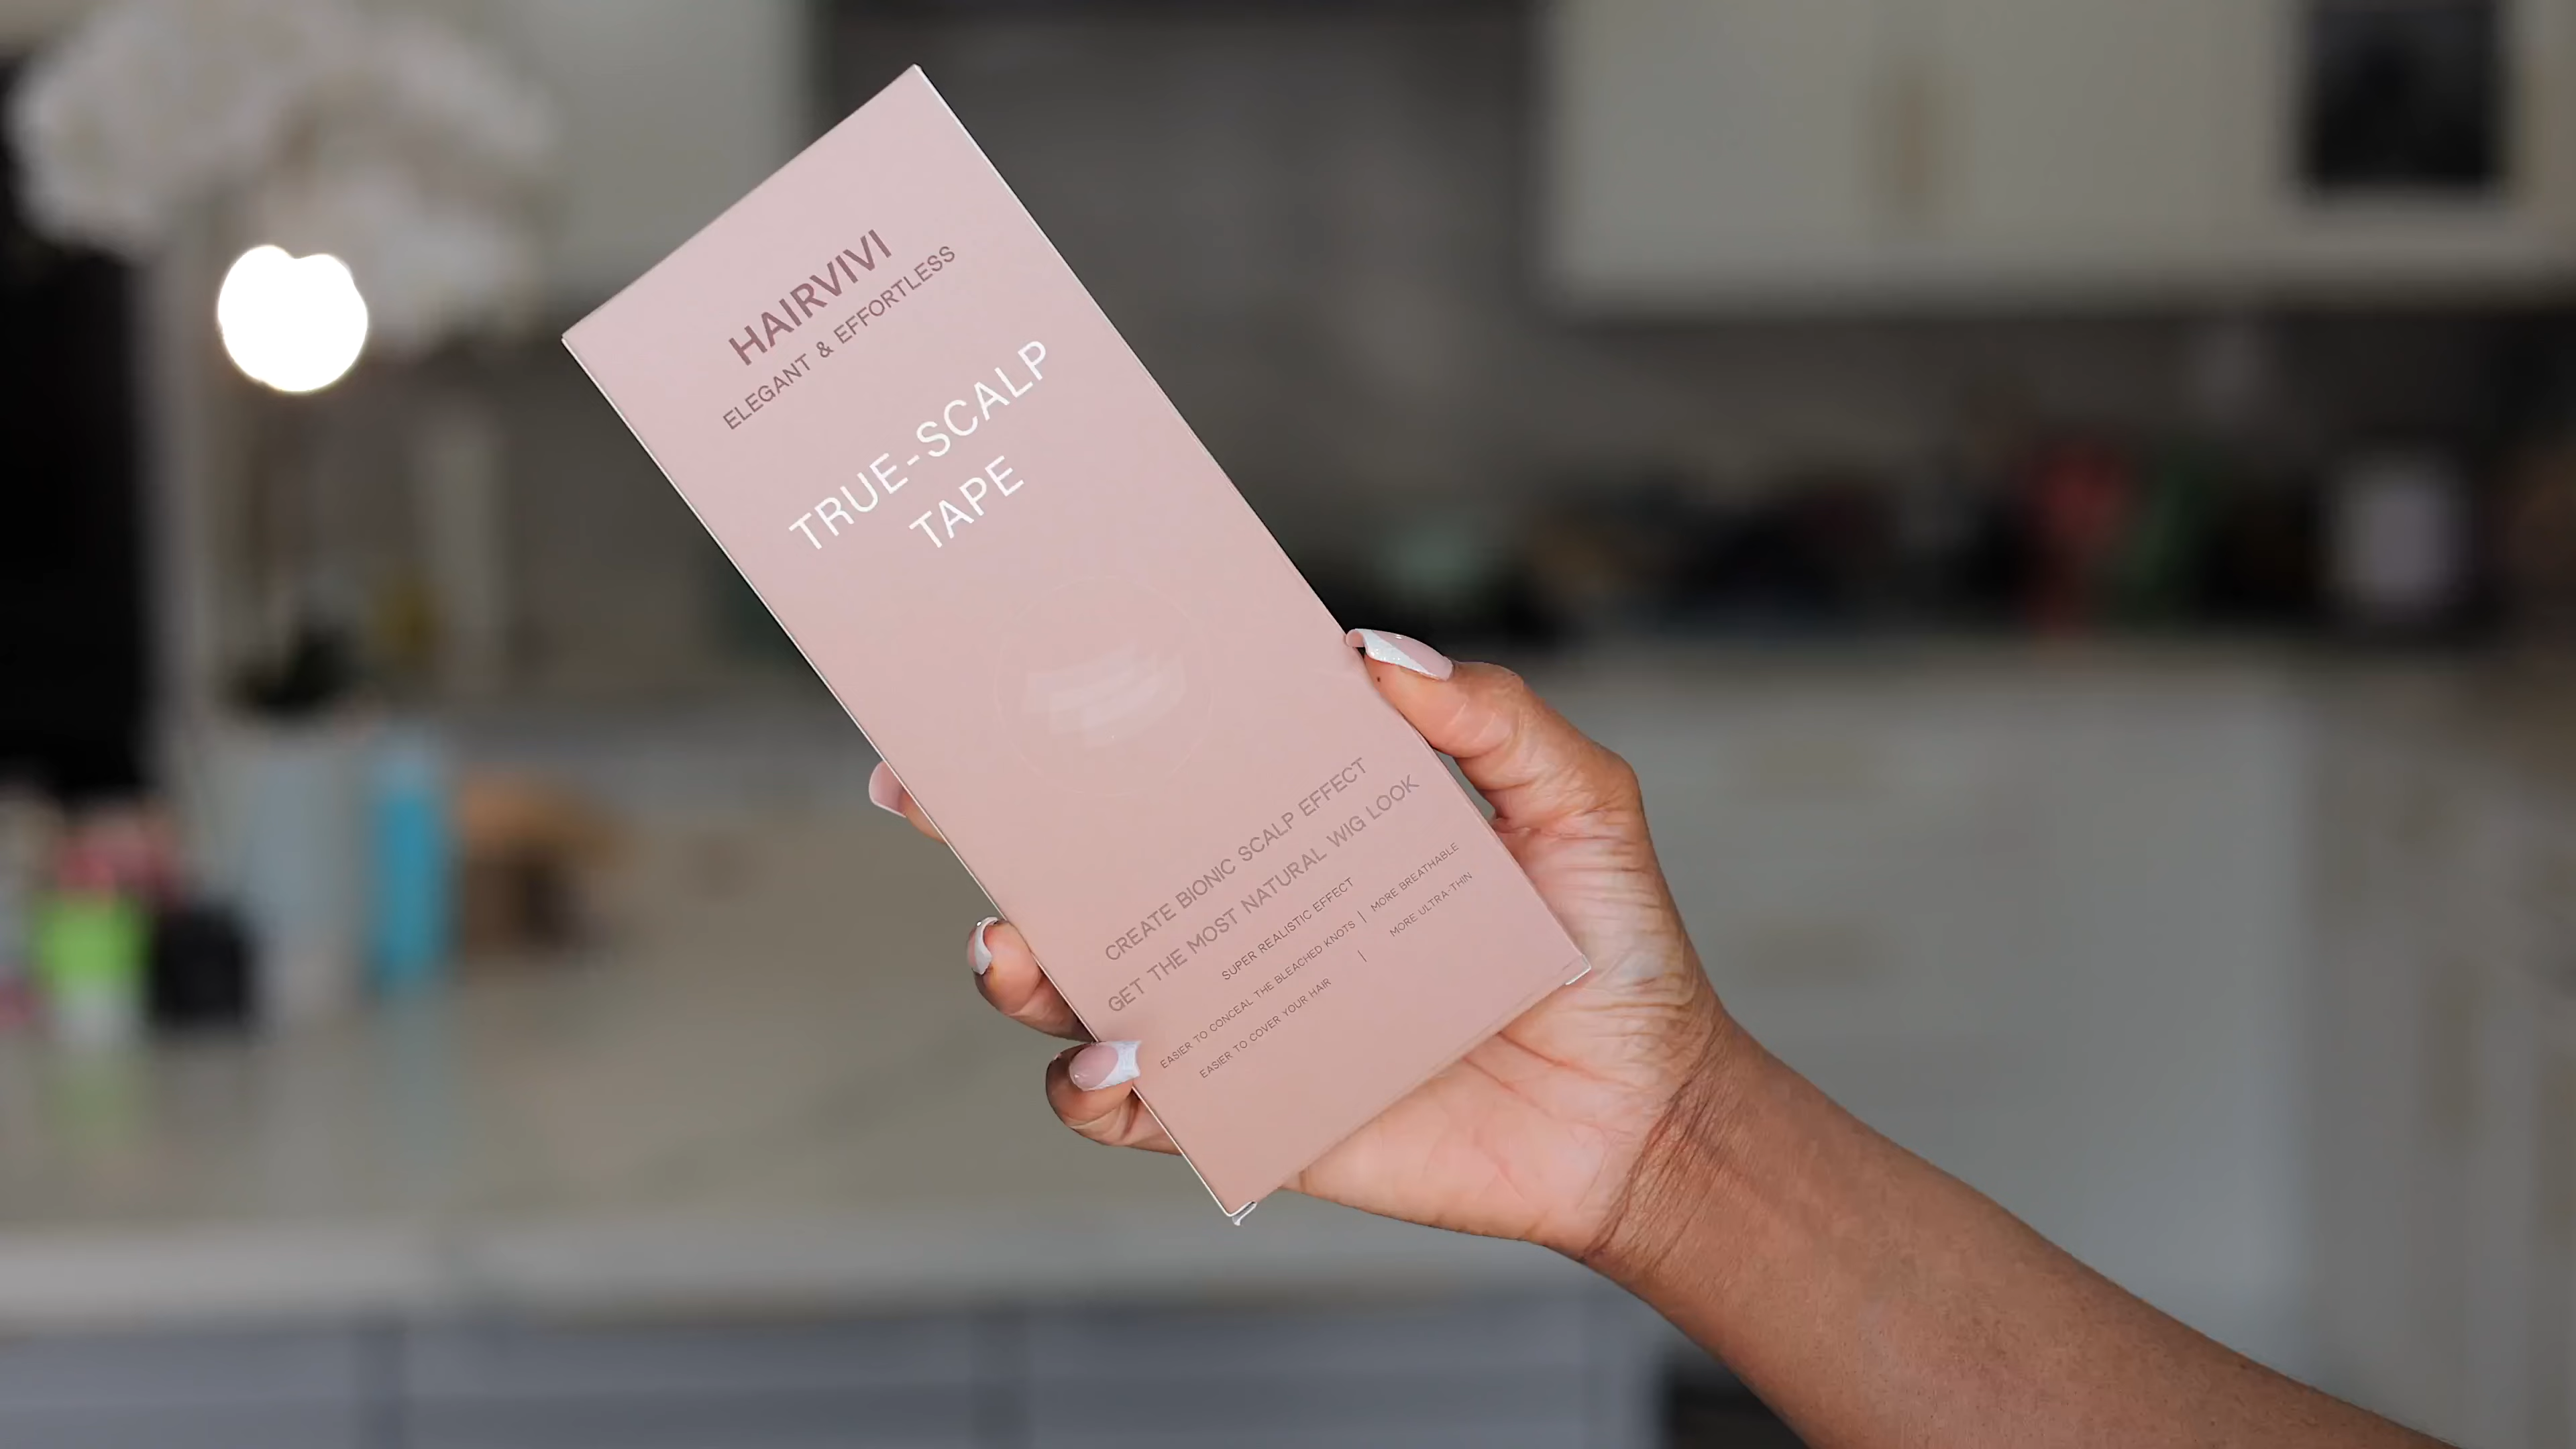 HAIRVIVI
ELEGANT & EFFORTLESS
TRUE-SCALP
TAPE
CREATE BIONIC SCALP EFFECT
GET THE MOST NATURAL WIG LOOK
SUPER REALISTIC EFFECT
EASIER TO CONCEAL THE BLEACHED KNOTS | MORE BREATHABLE
EASIER TO COVER YOUR HAIR | MORE ULTRA-THIN